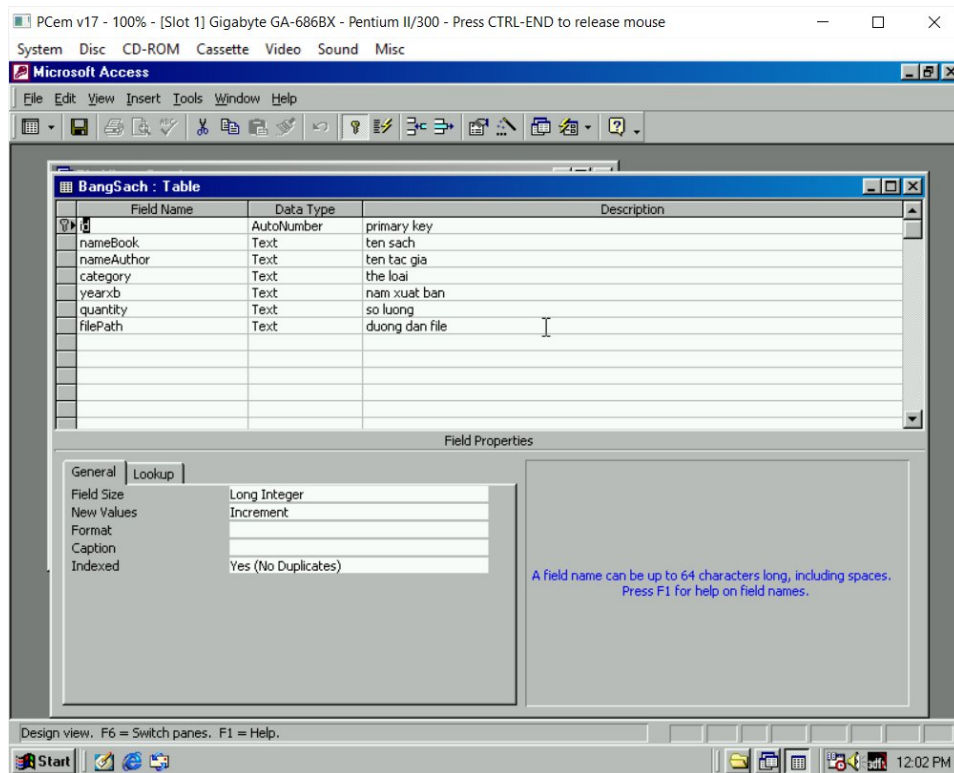 PCem v17 - 100% - [Slot 1] Gigabyte GA-686BX - Pentium II/300 - Press CTRL-END to release mouse
System Disc CD-ROM Cassette Video Sound Misc
Microsoft Access
File Edit View Insert Tools Window Help
BangSach : Table
Field Name Data Type Description
id AutoNumber primary key
nameBook Text ten sach
nameAuthor Text ten tac gia
category Text the loai
yearxb Text nam xuat ban
quantity Text so luong
filePath Text duong dan file
Field Properties
General Lookup
Field Size Long Integer
New Values Increment
Format
Caption
Indexed Yes (No Duplicates)
A field name can be up to 64 characters long, including spaces.
Press F1 for help on field names.
Design view. F6 = Switch panes. F1 = Help.
Start 12:02 PM